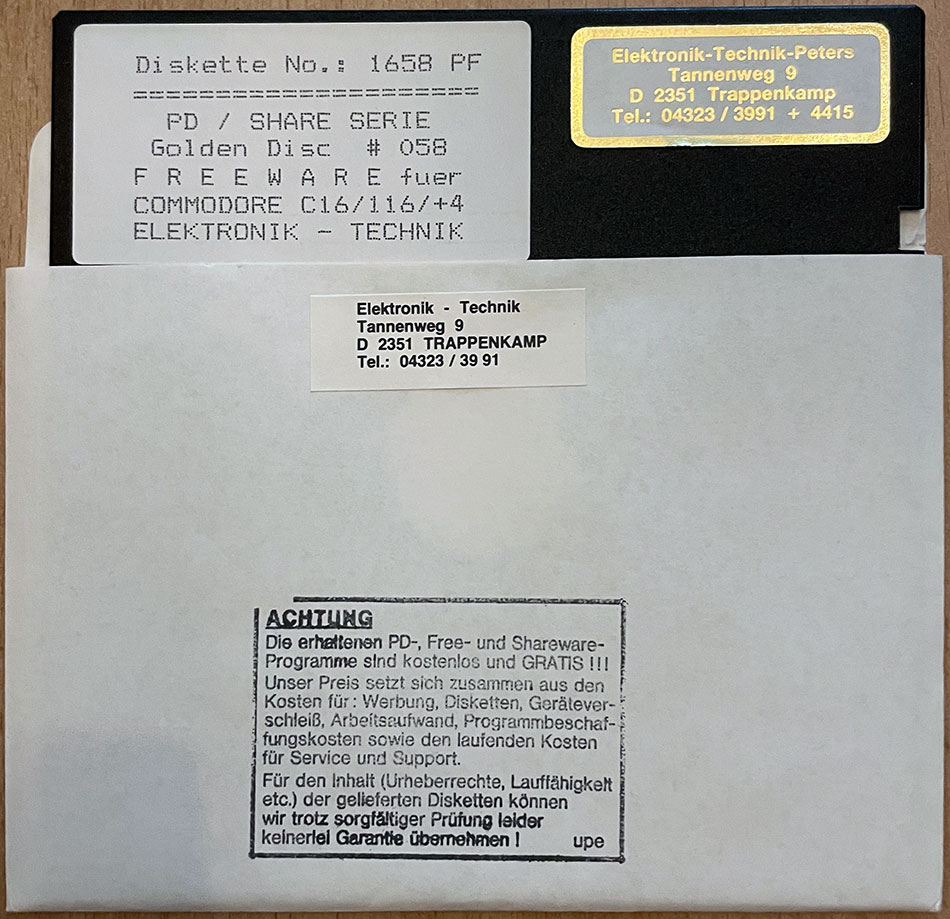 Diskette No.: 1658 PF
======================
PD / SHARE SERIE
Golden Disc # 058
F R E E W A R E fuer
COMMODORE C16/116/+4
ELEKTRONIK - TECHNIK
Elektronik-Technik-Peters
Tannenweg 9
D 2351 Trappenkamp
Tel.: 04323 / 3991 + 4415
Elektronik - Technik
Tannenweg 9
D 2351 TRAPPENKAMP
Tel.: 04323 / 39 91
ACHTUNG
Die erhaltenen PD-, Free- und Shareware-
Programme sind kostenlos und GRATIS !!!
Unser Preis setzt sich zusammen aus den
Kosten für: Werbung, Disketten, Gerätever-
schleiß, Arbeitsaufwand, Programmbeschaf-
fungskosten sowie den laufenden Kosten
für Service und Support.
Für den Inhalt (Urheberrechte, Lauffähigkeit
etc.) der gelieferten Disketten können
wir trotz sorgfältiger Prüfung leider
keinerlei Garantie übernehmen ! upe